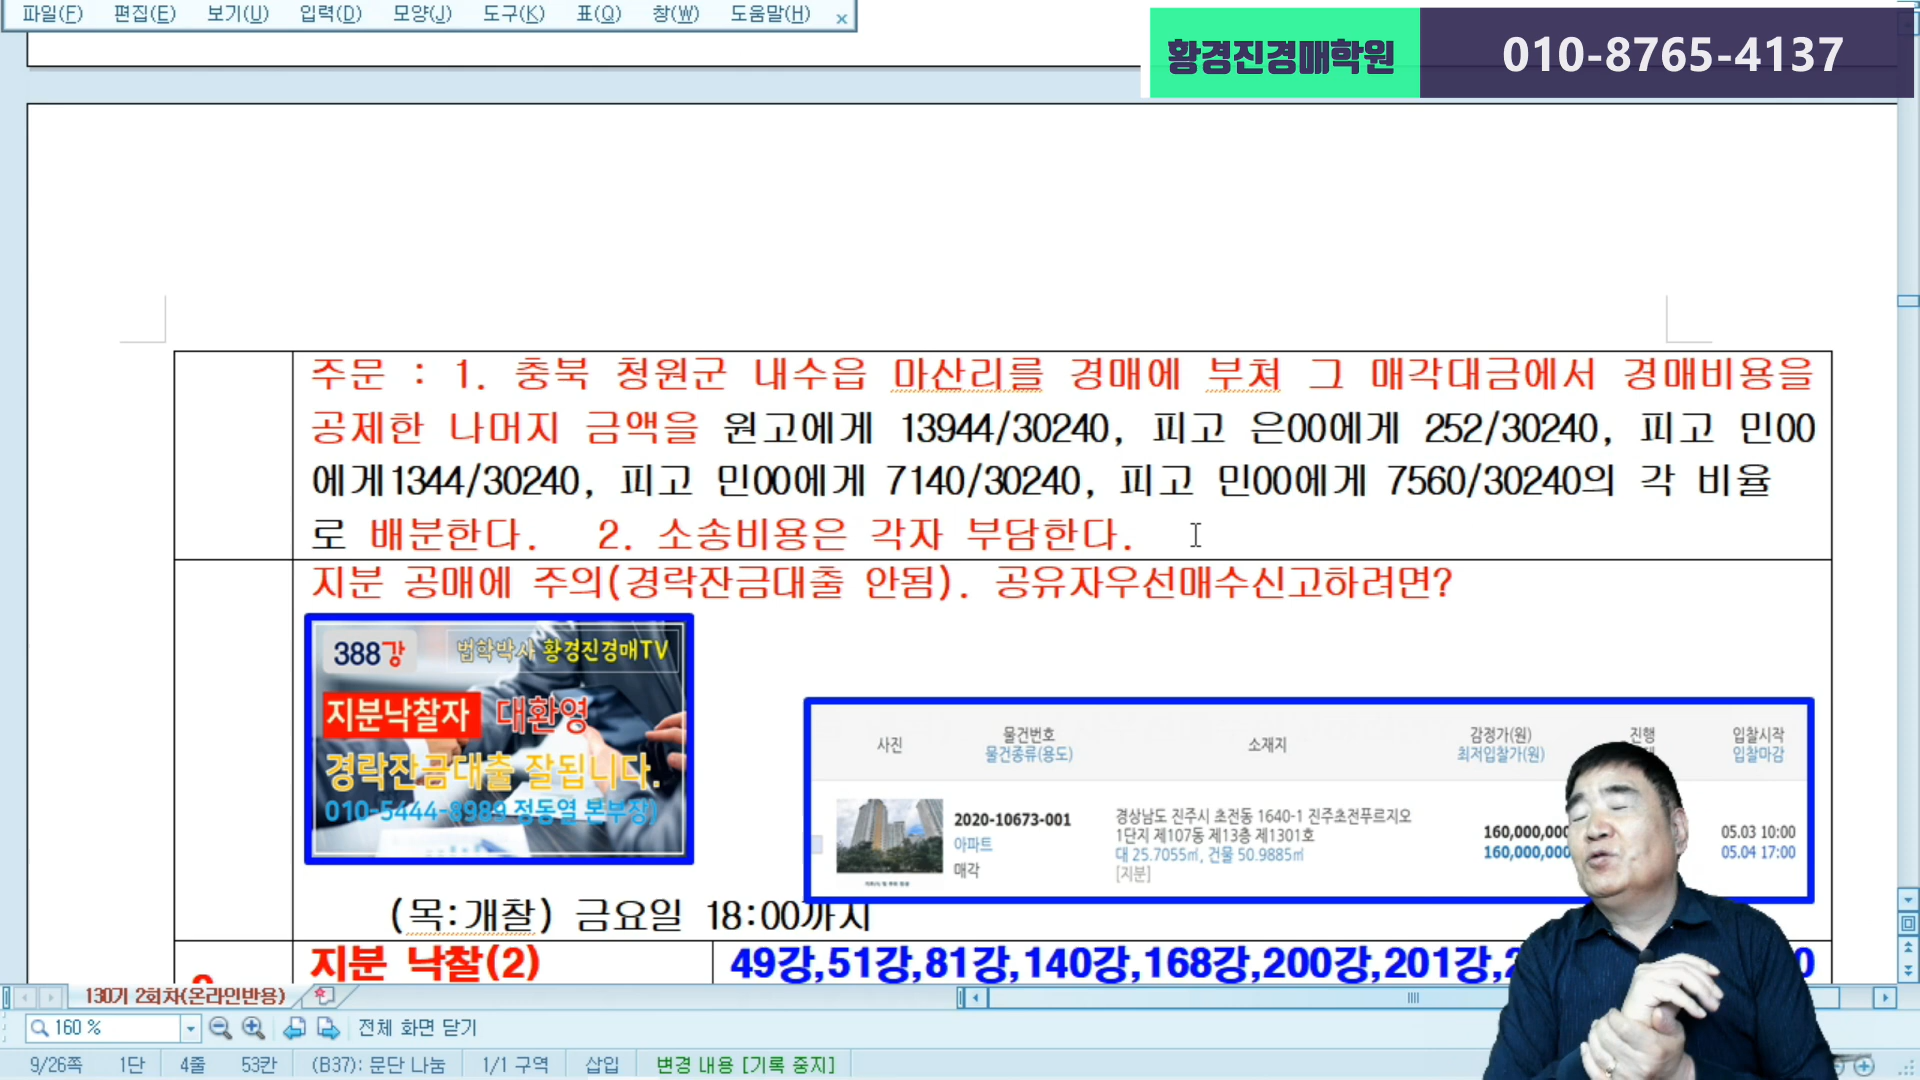 파일(F) 편집(E) 보기(U) 입력(D) 모양(J) 도구(K) 표(Q) 창(W) 도움말(H)
황경진경매학원 010-8765-4137
주문 : 1. 충북 청원군 내수읍 마산리를 경매에 부쳐 그 매각대금에서 경매비용을
공제한 나머지 금액을 원고에게 13944/30240, 피고 은00에게 252/30240, 피고 민00
에게1344/30240, 피고 민00에게 7140/30240, 피고 민00에게 7560/30240의 각 비율
로 배분한다. 2. 소송비용은 각자 부담한다.
지분 공매에 주의(경락잔금대출 안됨). 공유자우선매수신고하려면?
388강 법학박사 황경진경매TV
지분낙찰자 대환영
경락잔금대출 잘됩니다.
010-5444-8989 정동열 본부장)
사진 물건번호 소재지 감정가(원) 진행 입찰시작
물건종류(용도) 최저입찰가(원) 입찰마감
2020-10673-001 경상남도 진주시 초전동 1640-1 진주초전푸르지오
1단지 제107동 제13층 제1301호 160,000,000 05.03 10:00
아파트 대 25.7055㎡, 건물 50.9885㎡ 160,000,000 05.04 17:00
매각 [지분]
(목:개찰) 금요일 18:00까지
지분 낙찰(2) 49강,51강,81강,140강,168강,200강,201강,
130기 2회차(온라인반용)
160 % 전체 화면 닫기
9/26쪽 1단 4줄 53칸 (B37): 문단 나눔 1/1 구역 삽입 변경 내용 [기록 중지]